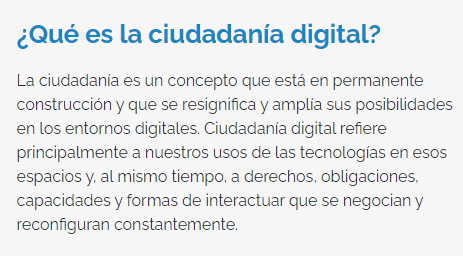 ¿Qué es la ciudadanía digital?
La ciudadanía es un concepto que está en permanente
construcción y que se resignifica y amplía sus posibilidades
en los entornos digitales. Ciudadanía digital refiere
principalmente a nuestros usos de las tecnologías en esos
espacios y, al mismo tiempo, a derechos, obligaciones,
capacidades y formas de interactuar que se negocian y
reconfiguran constantemente.